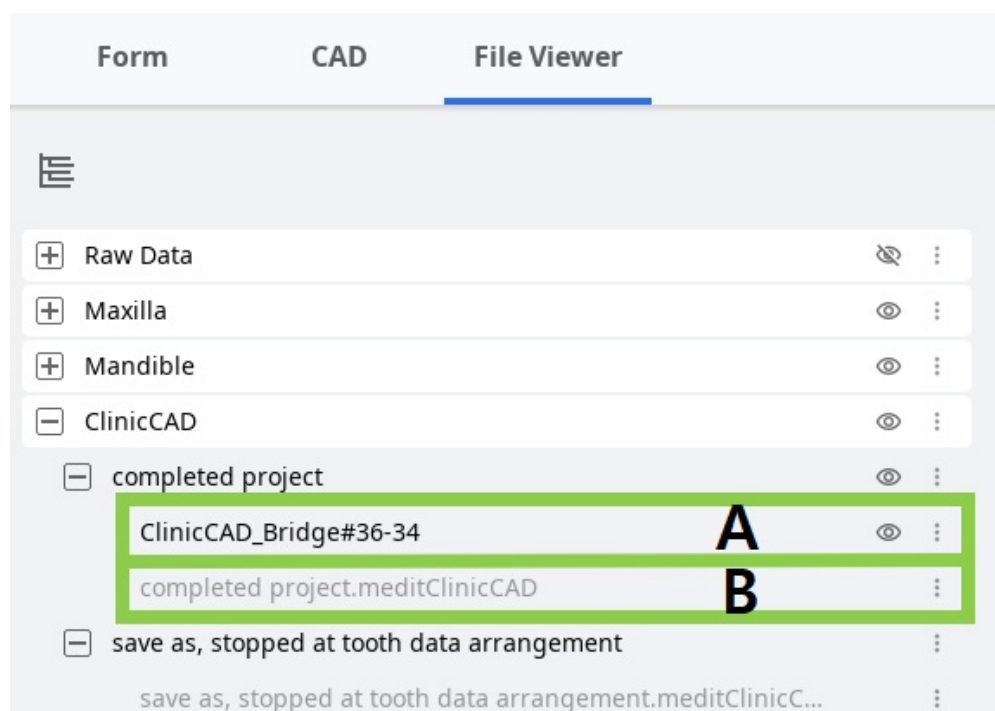 Form CAD File Viewer
Raw Data
Maxilla
Mandible
ClinicCAD
completed project
ClinicCAD_Bridge#36-34 A
completed project.meditClinicCAD B
save as, stopped at tooth data arrangement
save as, stopped at tooth data arrangement.meditClinicC...